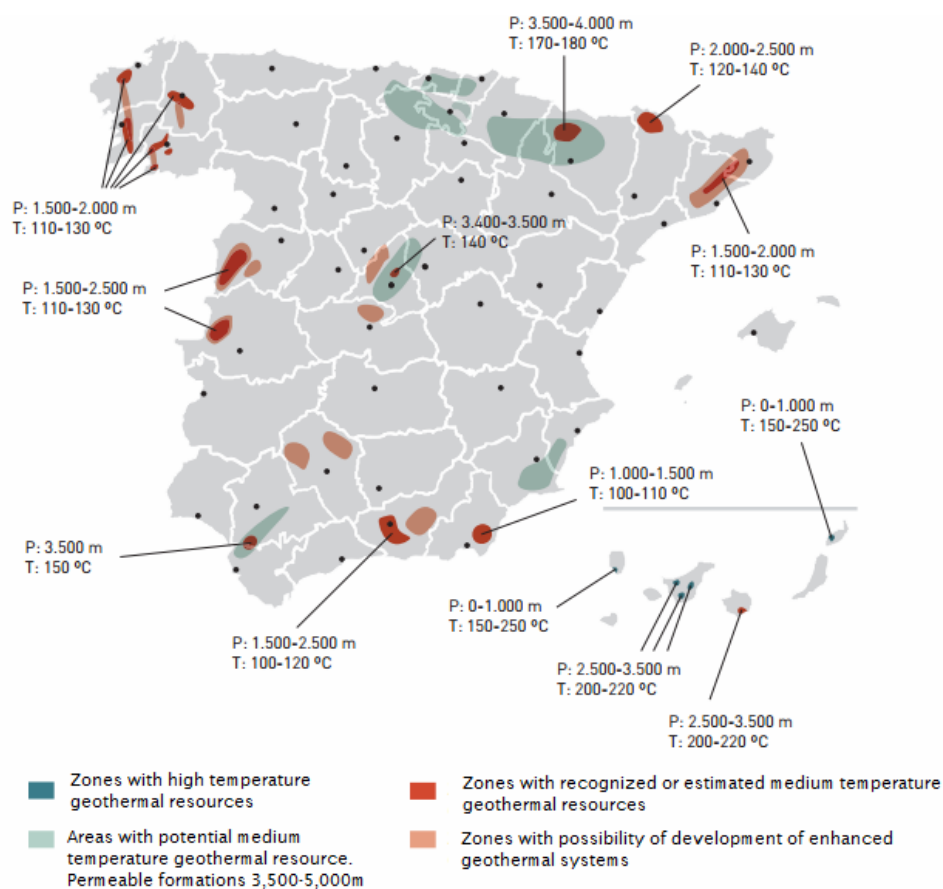 P: 3.500-4.000 m
T: 170-180 ºC
P: 2.000-2.500 m
T: 120-140 ºC
P: 1.500-2.000 m
T: 110-130 ºC
P: 3.400-3.500 m
T: 140 ºC
P: 1.500-2.000 m
T: 110-130 ºC
P: 1.500-2.500 m
T: 110-130 ºC
P: 0-1.000 m
T: 150-250 ºC
P: 1.000-1.500 m
T: 100-110 ºC
P: 3.500 m
T: 150 ºC
P: 0-1.000 m
T: 150-250 ºC
P: 1.500-2.500 m
T: 100-120 ºC
P: 2.500-3.500 m
T: 200-220 ºC
P: 2.500-3.500 m
T: 200-220 ºC
Zones with high temperature
geothermal resources
Areas with potential medium
temperature geothermal resource.
Permeable formations 3,500-5,000m
Zones with recognized or estimated medium temperature
geothermal resources
Zones with possibility of development of enhanced
geothermal systems